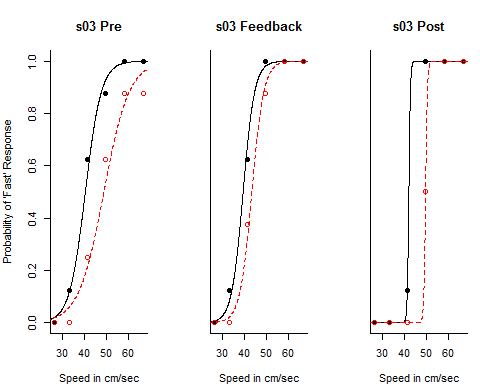 s03 Pre
s03 Feedback
s03 Post
Probability of 'Fast' Response
0.0 0.2 0.4 0.6 0.8 1.0
30 40 50 60
30 40 50 60
30 40 50 60
Speed in cm/sec
Speed in cm/sec
Speed in cm/sec